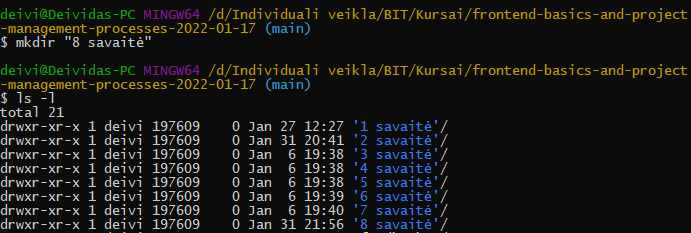 deivi@Deividas-PC MINGW64 /d/Individuali veikla/BIT/Kursai/frontend-basics-and-project
-management-processes-2022-01-17 (main)
$ mkdir "8 savaitė"
deivi@Deividas-PC MINGW64 /d/Individuali veikla/BIT/Kursai/frontend-basics-and-project
-management-processes-2022-01-17 (main)
$ ls -l
total 21
drwxr-xr-x 1 deivi 197609    0 Jan 27 12:27 '1 savaitė'/
drwxr-xr-x 1 deivi 197609    0 Jan 31 20:41 '2 savaitė'/
drwxr-xr-x 1 deivi 197609    0 Jan  6 19:38 '3 savaitė'/
drwxr-xr-x 1 deivi 197609    0 Jan  6 19:38 '4 savaitė'/
drwxr-xr-x 1 deivi 197609    0 Jan  6 19:38 '5 savaitė'/
drwxr-xr-x 1 deivi 197609    0 Jan  6 19:39 '6 savaitė'/
drwxr-xr-x 1 deivi 197609    0 Jan  6 19:40 '7 savaitė'/
drwxr-xr-x 1 deivi 197609    0 Jan 31 21:56 '8 savaitė'/